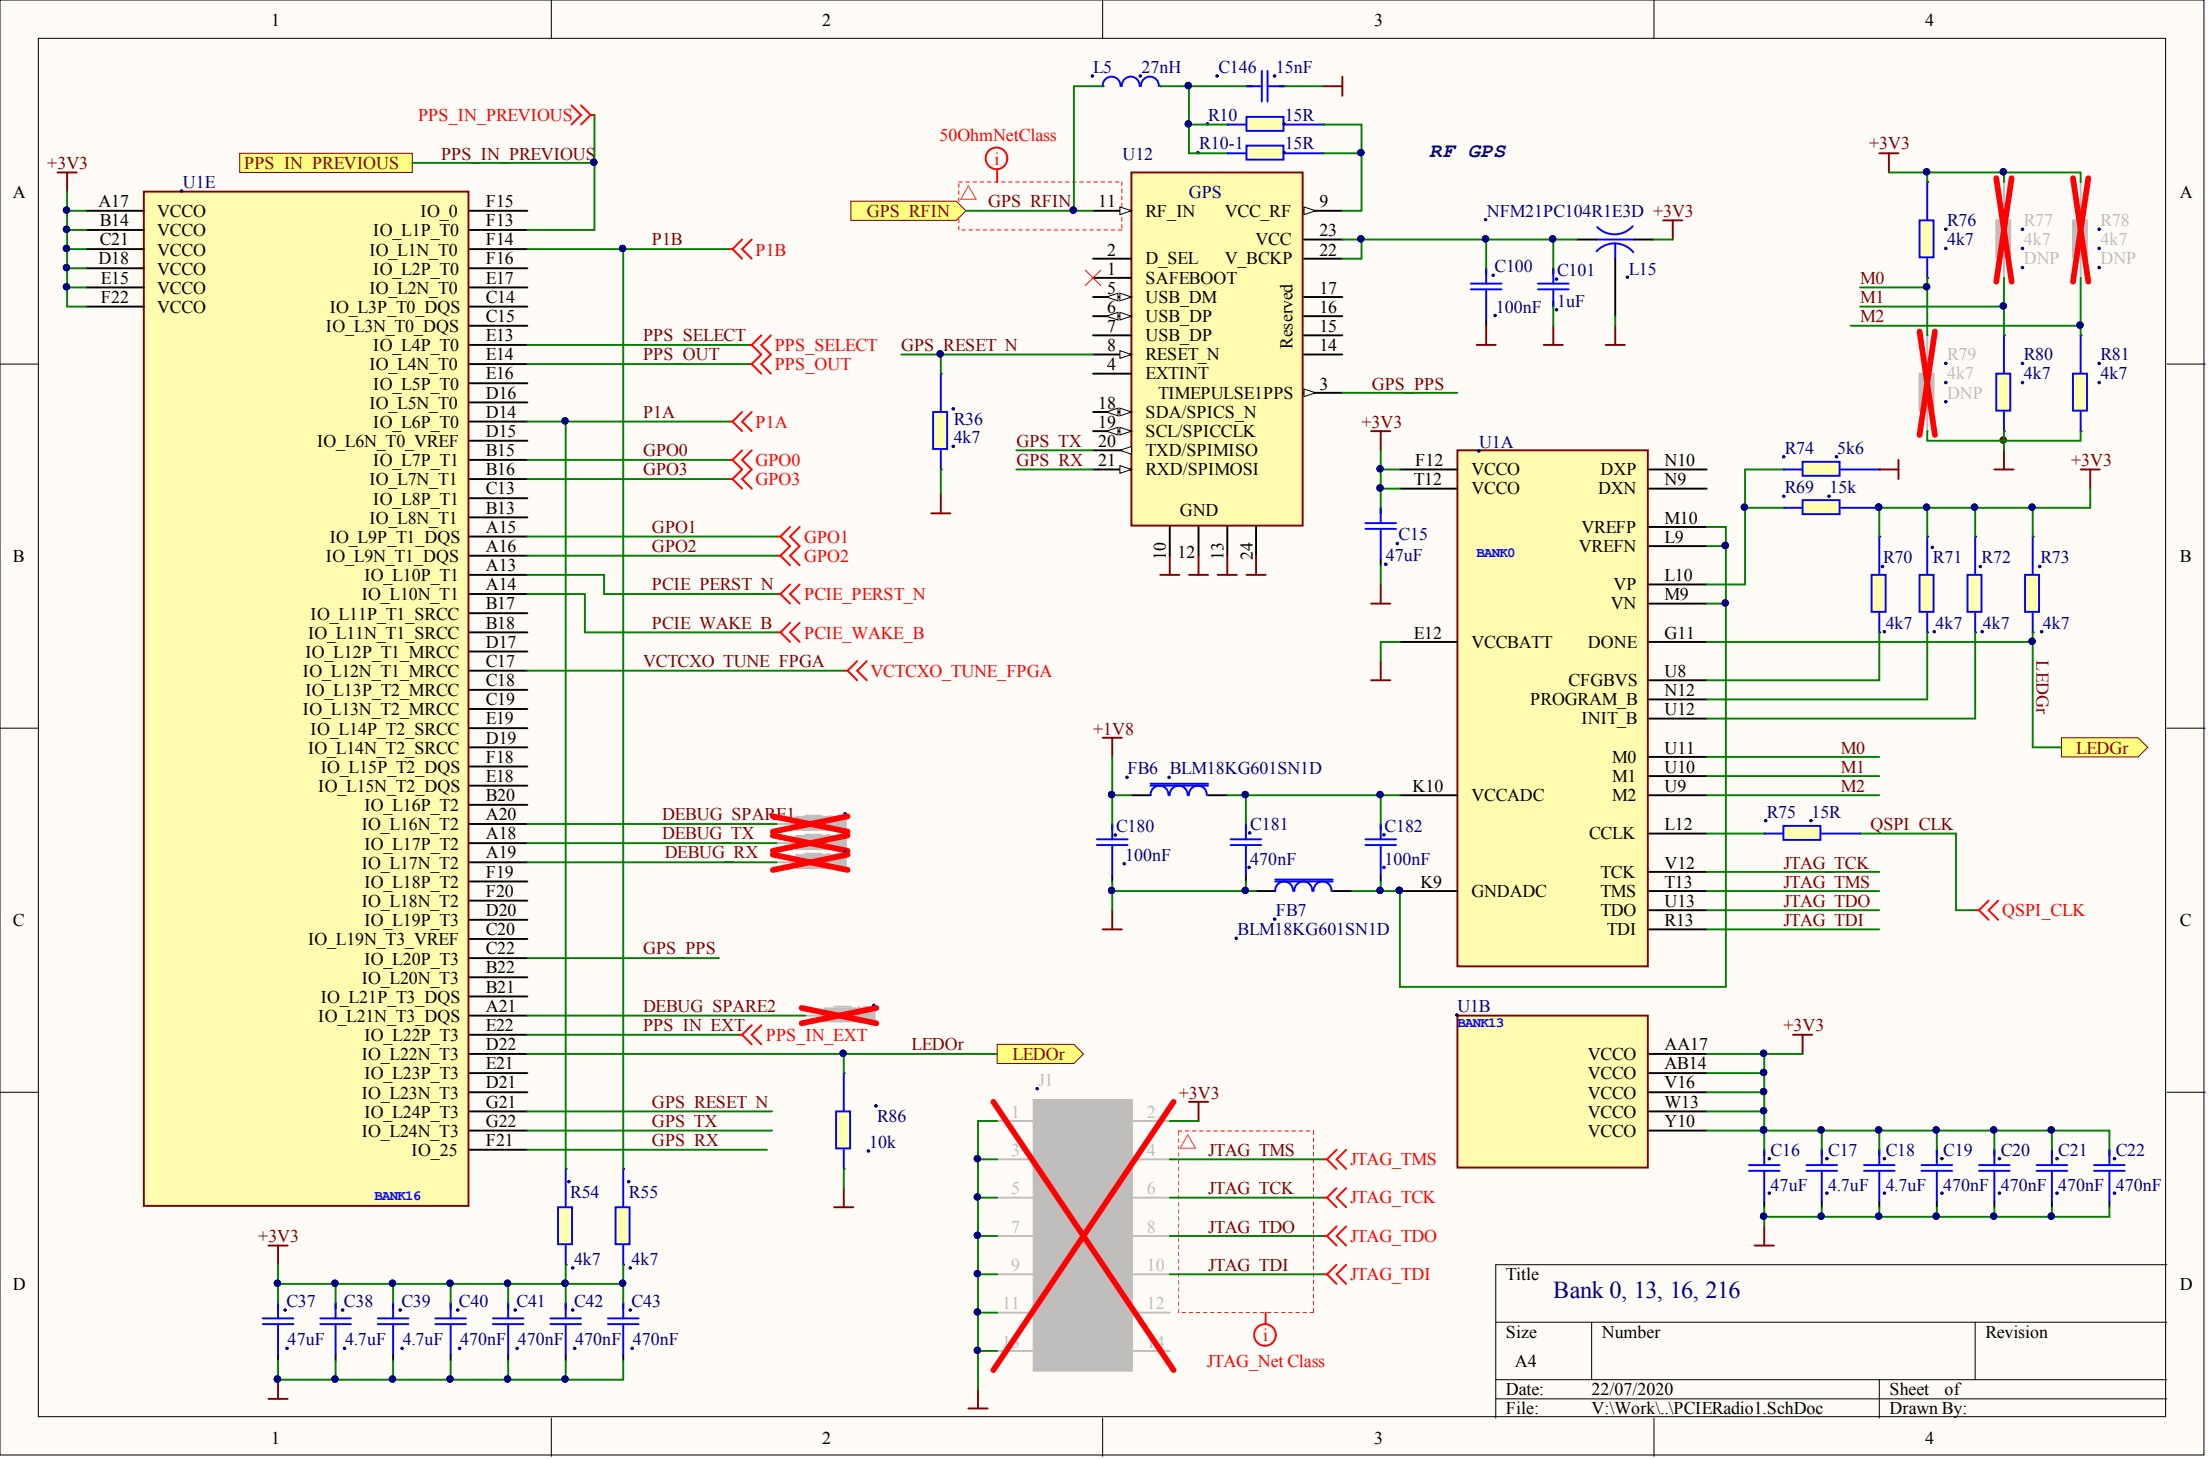 1 2 3 4
A B C D
PPS_IN_PREVIOUS
PPS_IN_PREVIOUS PPS_IN_PREVIOUS
+3V3
U1E
A17 VCCO
B14 VCCO
C21 VCCO
D18 VCCO
E15 VCCO
F22 VCCO
IO_0 F15
IO_L1P_T0 F13
IO_L1N_T0 F14 P1B P1B
IO_L2P_T0 F16
IO_L2N_T0 E17
IO_L3P_T0_DQS C14
IO_L3N_T0_DQS C15
IO_L4P_T0 E13 PPS_SELECT PPS_SELECT
IO_L4N_T0 E14 PPS_OUT PPS_OUT
IO_L5P_T0 E16
IO_L5N_T0 D16
IO_L6P_T0 D14 P1A P1A
IO_L6N_T0_VREF D15
IO_L7P_T1 B15 GPO0 GPO0
IO_L7N_T1 B16 GPO3 GPO3
IO_L8P_T1 C13
IO_L8N_T1 B13
IO_L9P_T1_DQS A15 GPO1 GPO1
IO_L9N_T1_DQS A16 GPO2 GPO2
IO_L10P_T1 A13 PCIE_PERST_N PCIE_PERST_N
IO_L10N_T1 A14 PCIE_WAKE_B PCIE_WAKE_B
IO_L11P_T1_SRCC B17
IO_L11N_T1_SRCC B18
IO_L12P_T1_MRCC D17
IO_L12N_T1_MRCC C17 VCTCXO_TUNE_FPGA VCTCXO_TUNE_FPGA
IO_L13P_T2_MRCC C18
IO_L13N_T2_MRCC C19
IO_L14P_T2_SRCC E19
IO_L14N_T2_SRCC D19
IO_L15P_T2_DQS F18
IO_L15N_T2_DQS E18
IO_L16P_T2 B20
IO_L16N_T2 A20 DEBUG_SPARE1
IO_L17P_T2 A18 DEBUG_TX
IO_L17N_T2 A19 DEBUG_RX
IO_L18P_T2 F19
IO_L18N_T2 F20
IO_L19P_T3 D20
IO_L19N_T3_VREF C20
IO_L20P_T3 C22 GPS_PPS
IO_L20N_T3 B22
IO_L21P_T3_DQS B21
IO_L21N_T3_DQS A21 DEBUG_SPARE2
IO_L22P_T3 E22 PPS_IN_EXT PPS_IN_EXT
IO_L22N_T3 D22 LEDOr LEDOr
IO_L23P_T3 E21
IO_L23N_T3 D21
IO_L24P_T3 G21 GPS_RESET_N
IO_L24N_T3 G22 GPS_TX
IO_25 F21 GPS_RX
BANK16
R86
10k
R54 R55
4k7 4k7
+3V3
C37 C38 C39 C40 C41 C42 C43
47uF 4.7uF 4.7uF 470nF 470nF 470nF 470nF
L5 27nH C146 15nF
R10 15R
R10-1 15R
50OhmNetClass
U12
RF GPS
GPS
GPS_RFIN GPS_RFIN 11 RF_IN VCC_RF 9
VCC 23
2 D_SEL V_BCKP 22
1 SAFEBOOT
5 USB_DM 17
6 USB_DP 16
7 USB_DP 15
Reserved
GPS_RESET_N 8 RESET_N 14
4 EXTINT
TIMEPULSE1PPS 3 GPS_PPS
18 SDA/SPICS_N
19 SCL/SPICCLK
GPS_TX 20 TXD/SPIMISO
GPS_RX 21 RXD/SPIMOSI
GND
10 12 13 24
R36
4k7
NFM21PC104R1E3D +3V3
C100 C101 L15
100nF 1uF
+3V3
R76 R77 R78
4k7 4k7 4k7
DNP DNP
M0
M1
M2
R79 R80 R81
4k7 4k7 4k7
DNP
+3V3
U1A
F12 VCCO DXP N10
T12 VCCO DXN N9
VREFP M10
VREFN L9
BANK0
VP L10
VN M9
E12 VCCBATT DONE G11
CFGBVS U8
PROGRAM_B N12
INIT_B U12
M0 U11 M0
M1 U10 M1
K10 VCCADC M2 U9 M2
CCLK L12 R75 15R QSPI_CLK
TCK V12 JTAG_TCK
K9 GNDADC TMS T13 JTAG_TMS
TDO U13 JTAG_TDO
TDI R13 JTAG_TDI
QSPI_CLK
C15
47uF
R74 5k6
R69 15k
+3V3
R70 R71 R72 R73
4k7 4k7 4k7 4k7
LEDGr
LEDGr
+1V8
FB6 BLM18KG601SN1D
C180 C181 C182
100nF 470nF 100nF
FB7
BLM18KG601SN1D
U1B
BANK13
+3V3
VCCO AA17
VCCO AB14
VCCO V16
VCCO W13
VCCO Y10
C16 C17 C18 C19 C20 C21 C22
47uF 4.7uF 4.7uF 470nF 470nF 470nF 470nF
J1
+3V3
1 2
3 4 JTAG_TMS JTAG_TMS
5 6 JTAG_TCK JTAG_TCK
7 8 JTAG_TDO JTAG_TDO
9 10 JTAG_TDI JTAG_TDI
11 12
JTAG_Net Class
Title
Bank 0, 13, 16, 216
Size Number Revision
A4
Date: 22/07/2020 Sheet of
File: V:\Work\..\PCIERadio1.SchDoc Drawn By:
A B C D
1 2 3 4